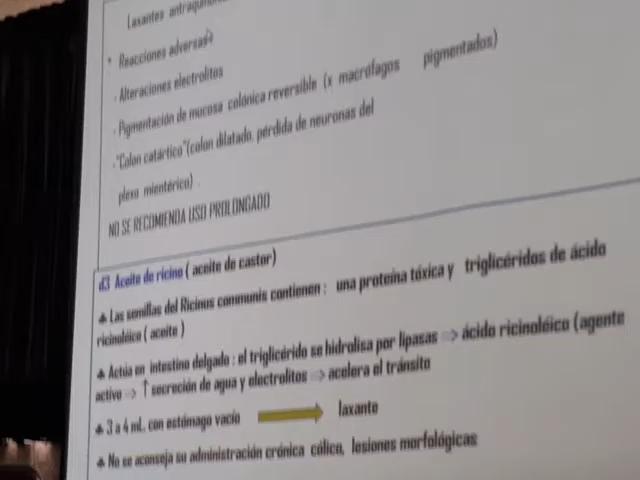 Laxantes
• Reacciones adversas
- Alteraciones electrolitos
- Pigmentación de mucosa colónica reversible (x macrófagos pigmentados)
- "Colon catártico"(colon dilatado, pérdida de neuronas del
plexo mientérico) .
NO SE RECOMIENDA USO PROLONGADO
d3 Aceite de ricino ( aceite de castor)
♣ Las semillas del Ricinus communis contienen : una proteína tóxica y triglicéridos de ácido
ricinoléico ( aceite )
♣ Actúa en intestino delgado : el triglicérido se hidrolisa por lipasas ⇒ ácido ricinoléico (agente
activo ⇒ ↑ secreción de agua y electrolitos ⇒ acelera el tránsito
♣ 3 a 4 mL, con estómago vacío laxante
♣ No se aconseja su administración crónica cólico, lesiones morfológicas